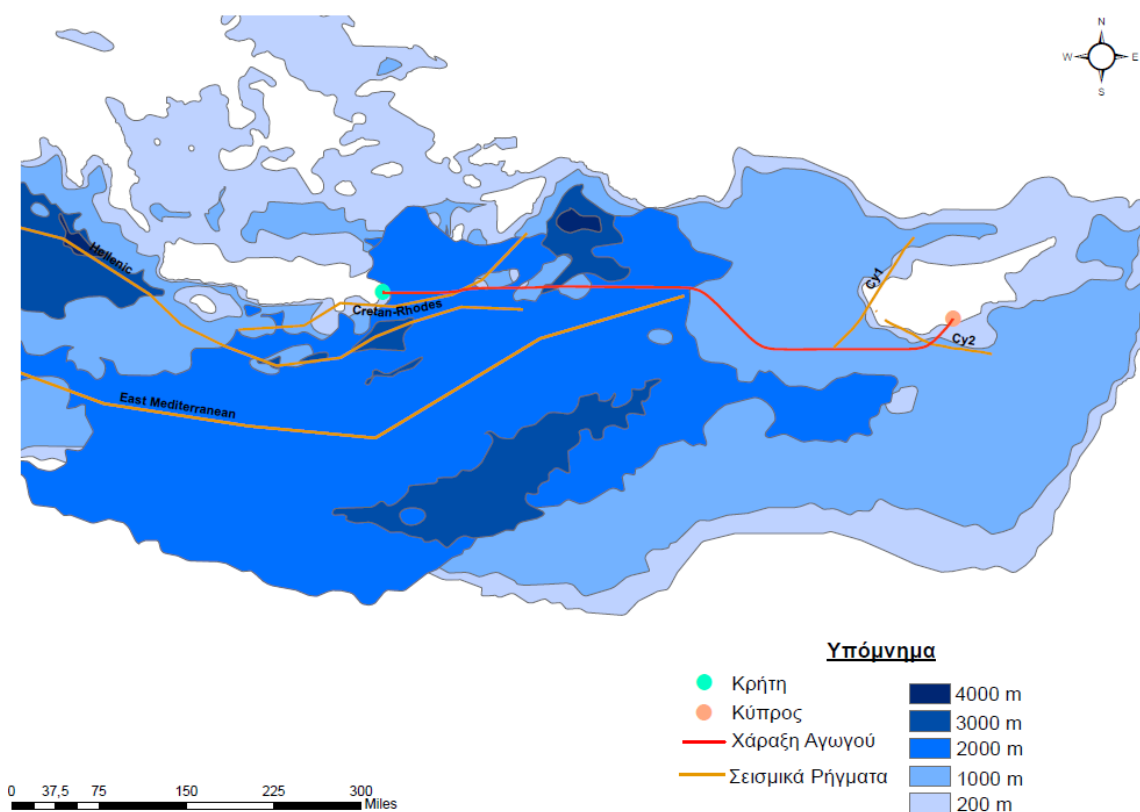 N
W E
S
Hellenic
Cretan-Rhodes
East Mediterranean
Cy1
Cy2
Υπόμνημα
Κρήτη
Κύπρος
Χάραξη Αγωγού
Σεισμικά Ρήγματα
4000 m
3000 m
2000 m
1000 m
200 m
0 37,5 75 150 225 300
Miles